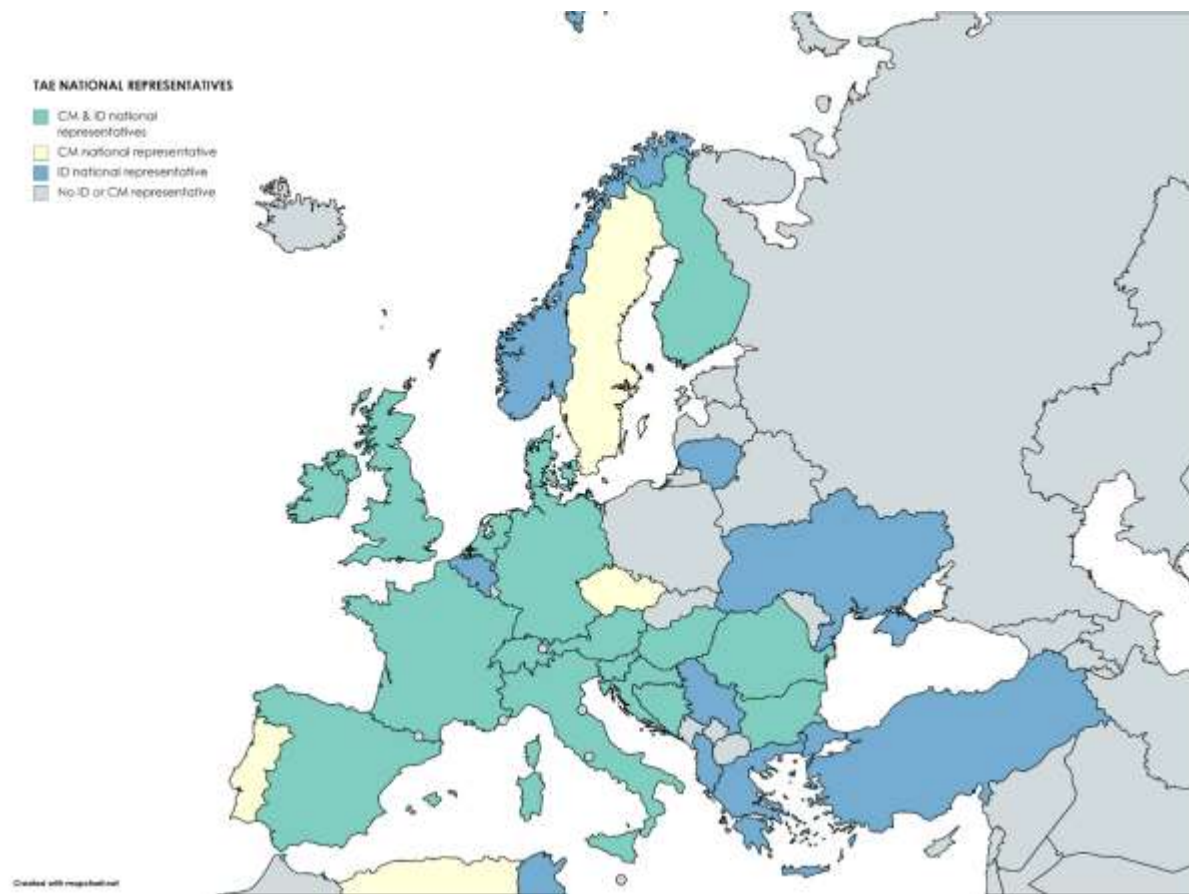 TAE NATIONAL REPRESENTATIVES
CM & ID national
representatives
CM national representative
ID national representative
No ID or CM representative
Created with mapchart.net